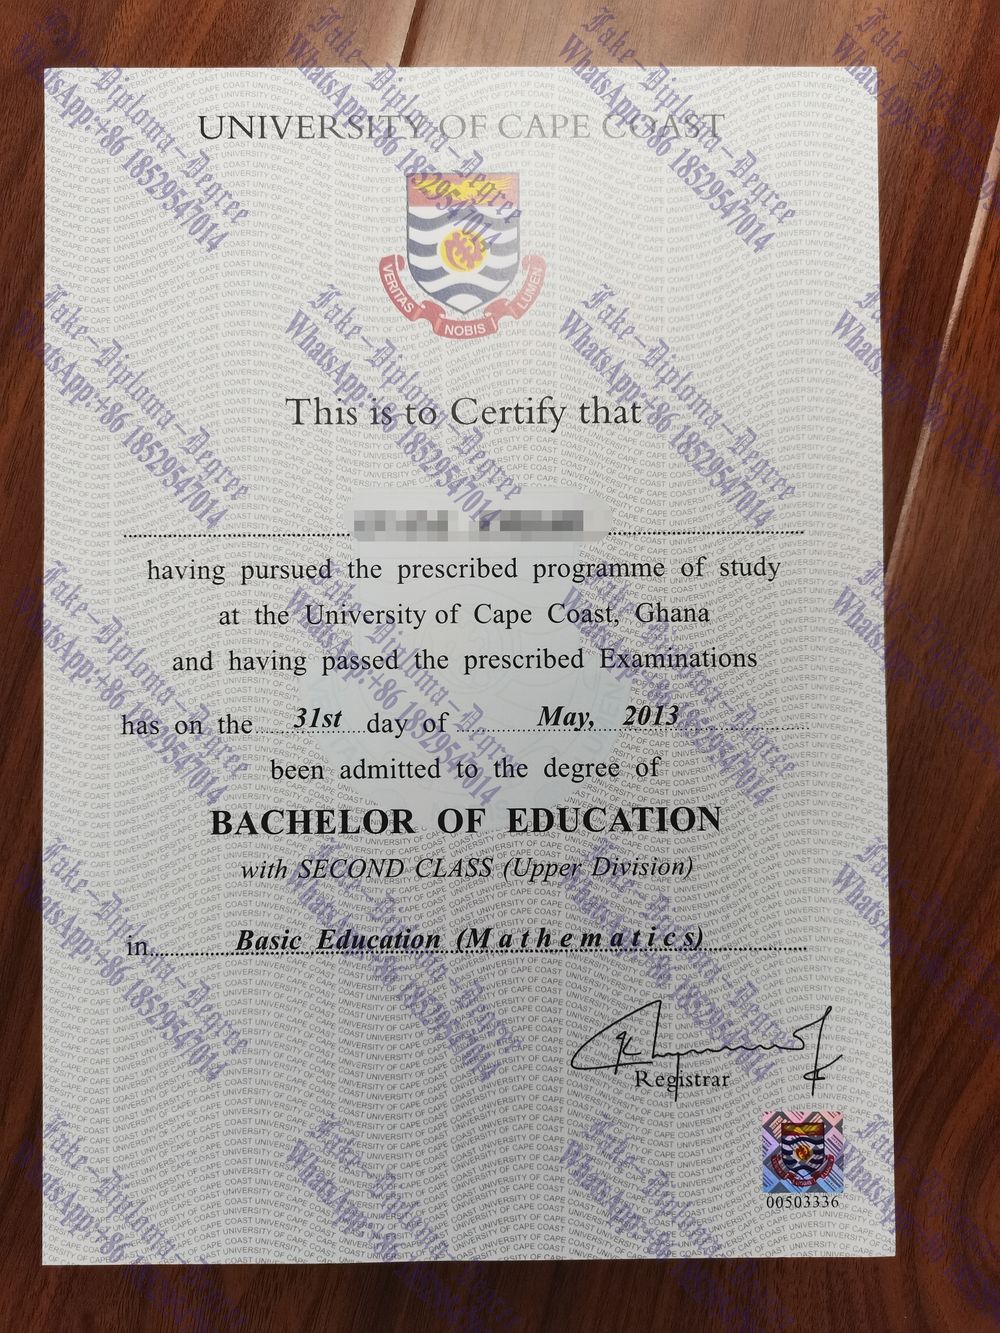 UNIVERSITY OF CAPE COAST
VERITAS NOBIS LUMEN
This is to Certify that
having pursued the prescribed programme of study
at the University of Cape Coast, Ghana
and having passed the prescribed Examinations
has on the 31st day of May, 2013
been admitted to the degree of
BACHELOR OF EDUCATION
with SECOND CLASS (Upper Division)
in Basic Education (Mathematics)
Registrar
00503336
Fake-Diploma-Degree
WhatsApp:+86 18529547014